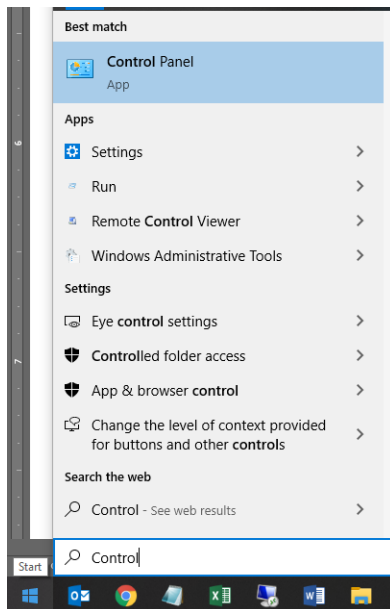 Best match
Control Panel
App
Apps
Settings
Run
Remote Control Viewer
Windows Administrative Tools
Settings
Eye control settings
Controlled folder access
App & browser control
Change the level of context provided
for buttons and other controls
Search the web
Control - See web results
Control
Start
6
7